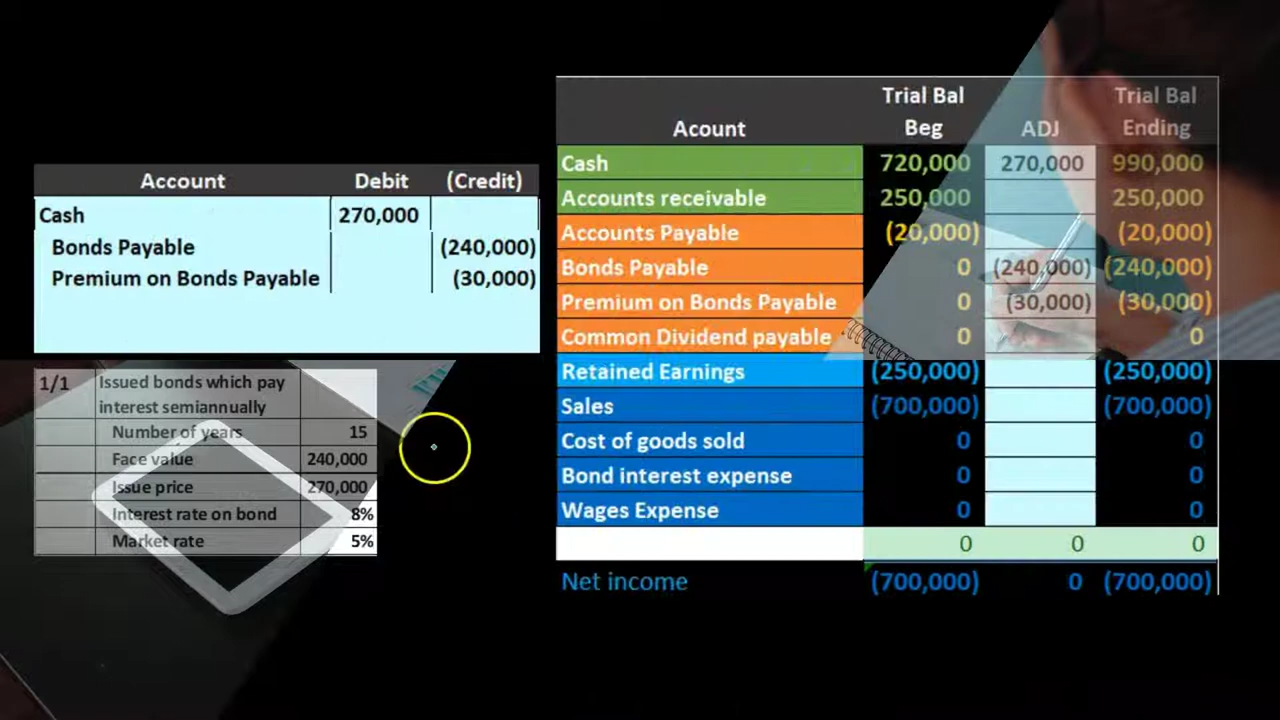 Account Debit (Credit)
Cash 270,000
Bonds Payable (240,000)
Premium on Bonds Payable (30,000)
1/1 Issued bonds which pay
interest semiannually
Number of years 15
Face value 240,000
Issue price 270,000
Interest rate on bond 8%
Market rate 5%
Trial Bal Trial Bal
Acount Beg ADJ Ending
Cash 720,000 270,000 990,000
Accounts receivable 250,000 250,000
Accounts Payable (20,000) (20,000)
Bonds Payable 0 (240,000) (240,000)
Premium on Bonds Payable 0 (30,000) (30,000)
Common Dividend payable 0 0
Retained Earnings (250,000) (250,000)
Sales (700,000) (700,000)
Cost of goods sold 0 0
Bond interest expense 0 0
Wages Expense 0 0
0 0 0
Net income (700,000) 0 (700,000)